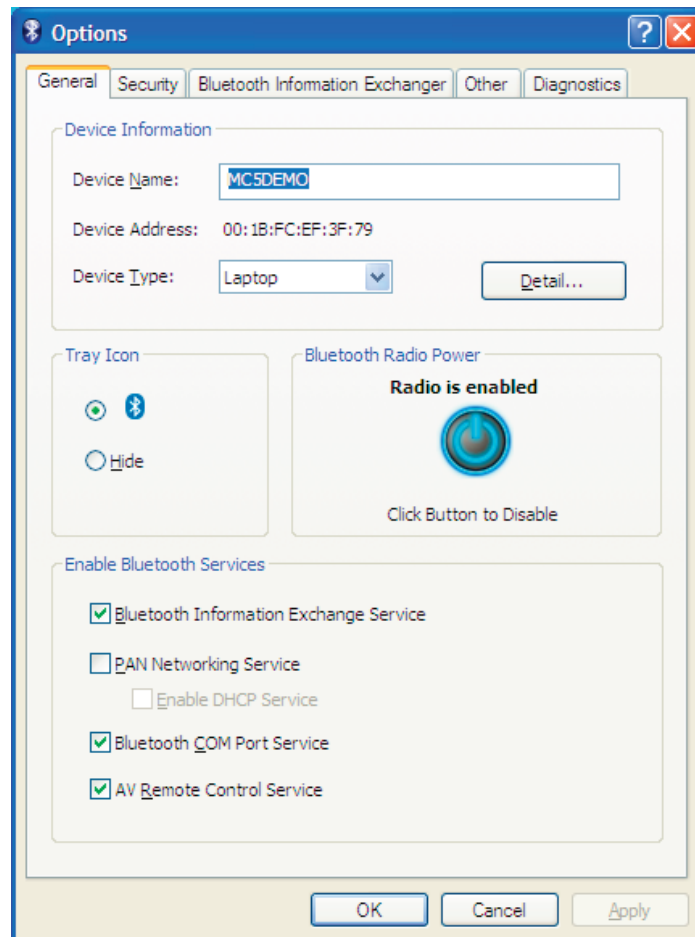 Options
General Security Bluetooth Information Exchanger Other Diagnostics
Device Information
Device Name: MC5DEMO
Device Address: 00:1B:FC:EF:3F:79
Device Type: Laptop Detail...
Tray Icon Bluetooth Radio Power
Radio is enabled
Hide
Click Button to Disable
Enable Bluetooth Services
Bluetooth Information Exchange Service
PAN Networking Service
Enable DHCP Service
Bluetooth COM Port Service
AV Remote Control Service
OK Cancel Apply